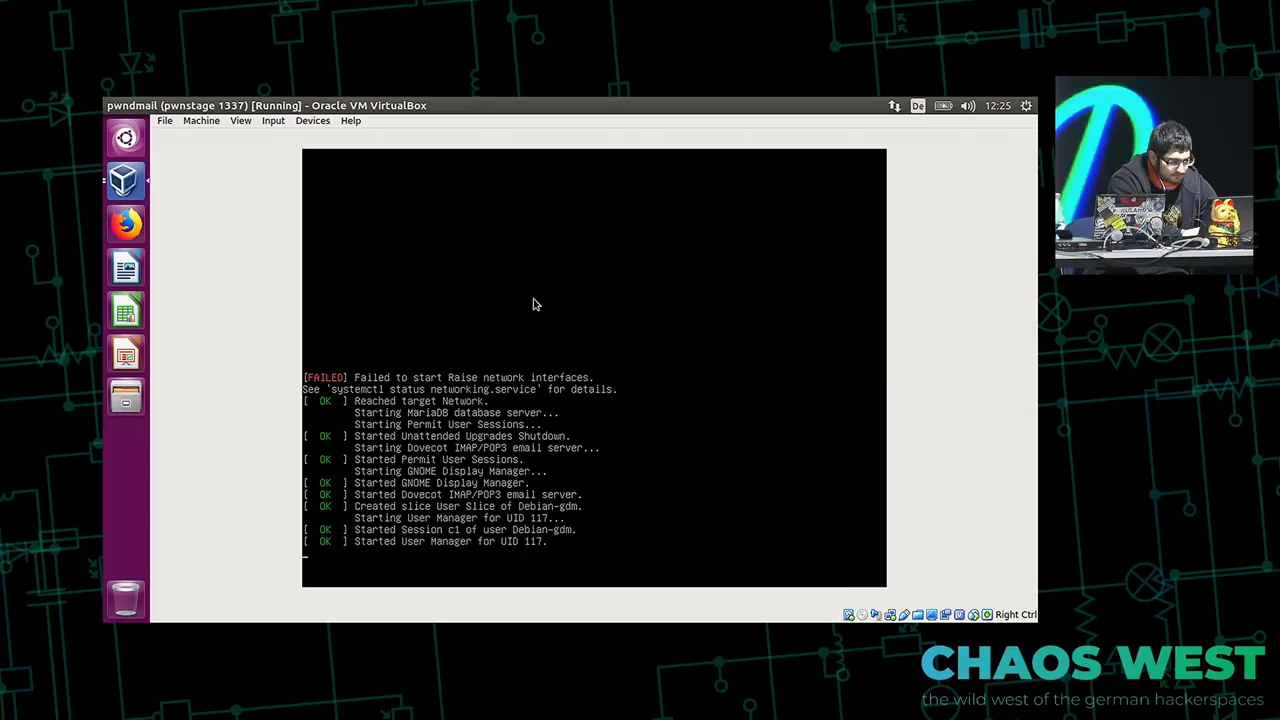 pwndmail (pwnstage 1337) [Running] - Oracle VM VirtualBox
De
12:25
File Machine View Input Devices Help
[FAILED] Failed to start Raise network interfaces.
See 'systemctl status networking.service' for details.
[ OK ] Reached target Network.
Starting MariaDB database server...
Starting Permit User Sessions...
[ OK ] Started Unattended Upgrades Shutdown.
Starting Dovecot IMAP/POP3 email server...
[ OK ] Started Permit User Sessions.
Starting GNOME Display Manager...
[ OK ] Started GNOME Display Manager.
[ OK ] Started Dovecot IMAP/POP3 email server.
[ OK ] Created slice User Slice of Debian-gdm.
Starting User Manager for UID 117...
[ OK ] Started Session c1 of user Debian-gdm.
[ OK ] Started User Manager for UID 117.
Right Ctrl
CHAOS WEST
the wild west of the german hackerspaces